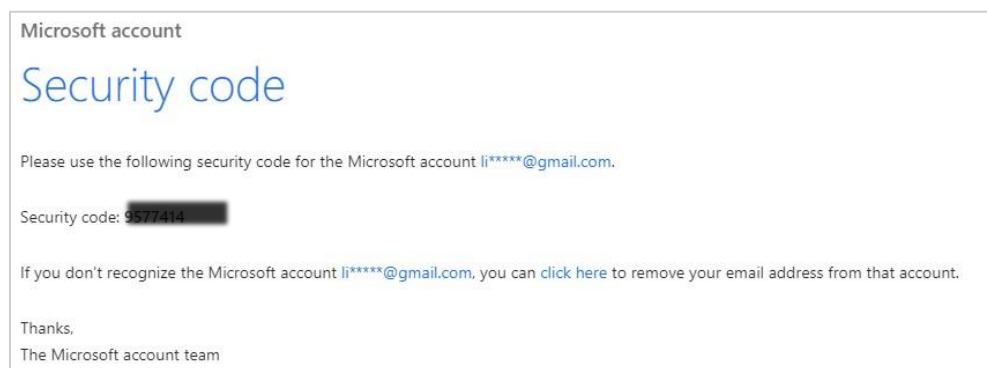 Microsoft account
Security code
Please use the following security code for the Microsoft account li*****@gmail.com.
Security code:
If you don't recognize the Microsoft account li*****@gmail.com, you can click here to remove your email address from that account.
Thanks,
The Microsoft account team